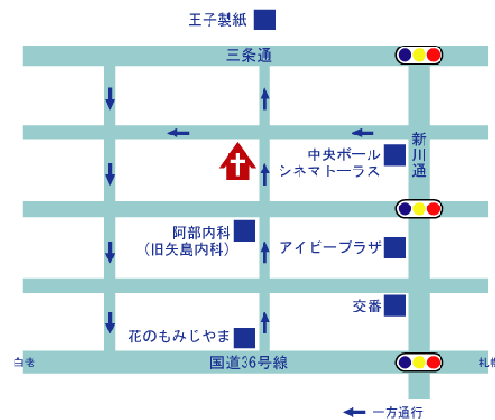 王子製紙
三条通
新川通
中央ボール
シネマトーラス
阿部内科
(旧矢島内科)
アイビープラザ
交番
花のもみじやま
白老
国道36号線
札幌
一方通行